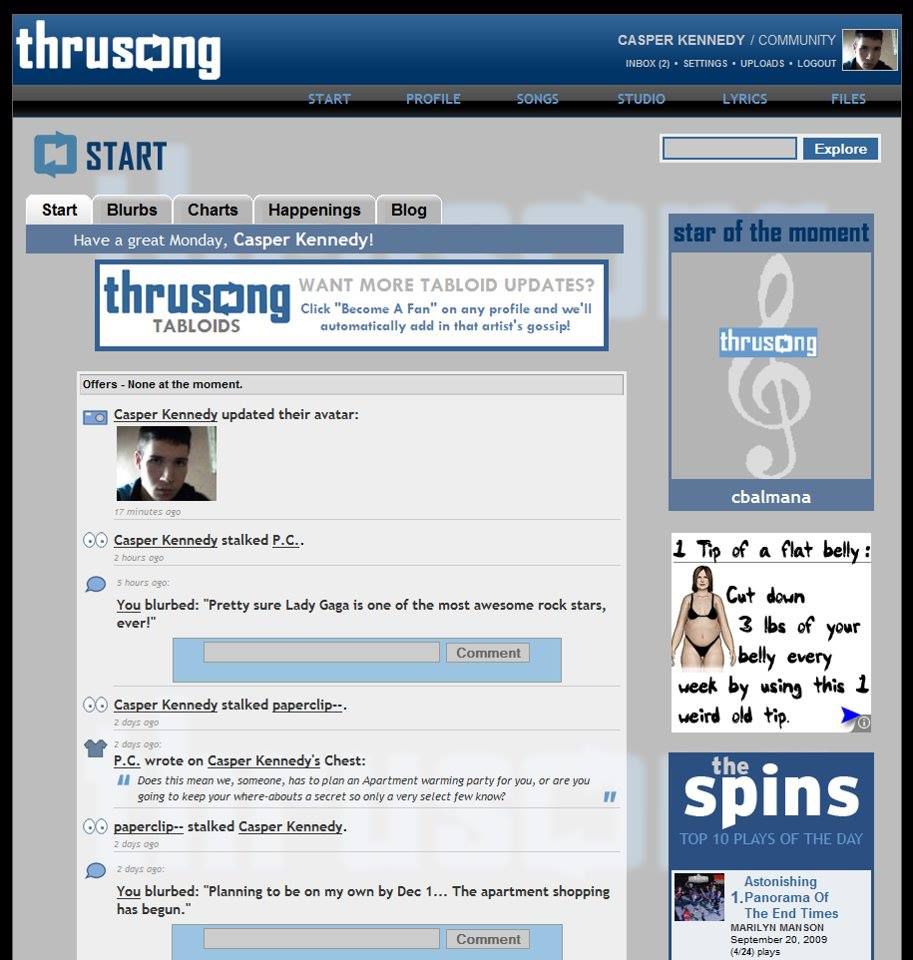 thrusong
CASPER KENNEDY / COMMUNITY
INBOX (2) • SETTINGS • UPLOADS • LOGOUT
START PROFILE SONGS STUDIO LYRICS FILES
START
Explore
Start Blurbs Charts Happenings Blog
Have a great Monday, Casper Kennedy!
thrusong
TABLOIDS
WANT MORE TABLOID UPDATES?
Click "Become A Fan" on any profile and we'll
automatically add in that artist's gossip!
Offers - None at the moment.
Casper Kennedy updated their avatar:
17 minutes ago
Casper Kennedy stalked P.C..
2 hours ago
5 hours ago:
You blurbed: "Pretty sure Lady Gaga is one of the most awesome rock stars,
ever!"
Comment
Casper Kennedy stalked paperclip--.
2 days ago
2 days ago:
P.C. wrote on Casper Kennedy's Chest:
" Does this mean we, someone, has to plan an Apartment warming party for you, or are you
going to keep your where-abouts a secret so only a very select few know? "
paperclip-- stalked Casper Kennedy.
2 days ago
2 days ago:
You blurbed: "Planning to be on my own by Dec 1... The apartment shopping
has begun."
Comment
star of the moment
thrusong
cbalmana
1 Tip of a flat belly:
Cut down
3 lbs of your
belly every
week by using this 1
weird old tip.
the
spins
TOP 10 PLAYS OF THE DAY
1. Astonishing
Panorama Of
The End Times
MARILYN MANSON
September 20, 2009
(4/24) plays